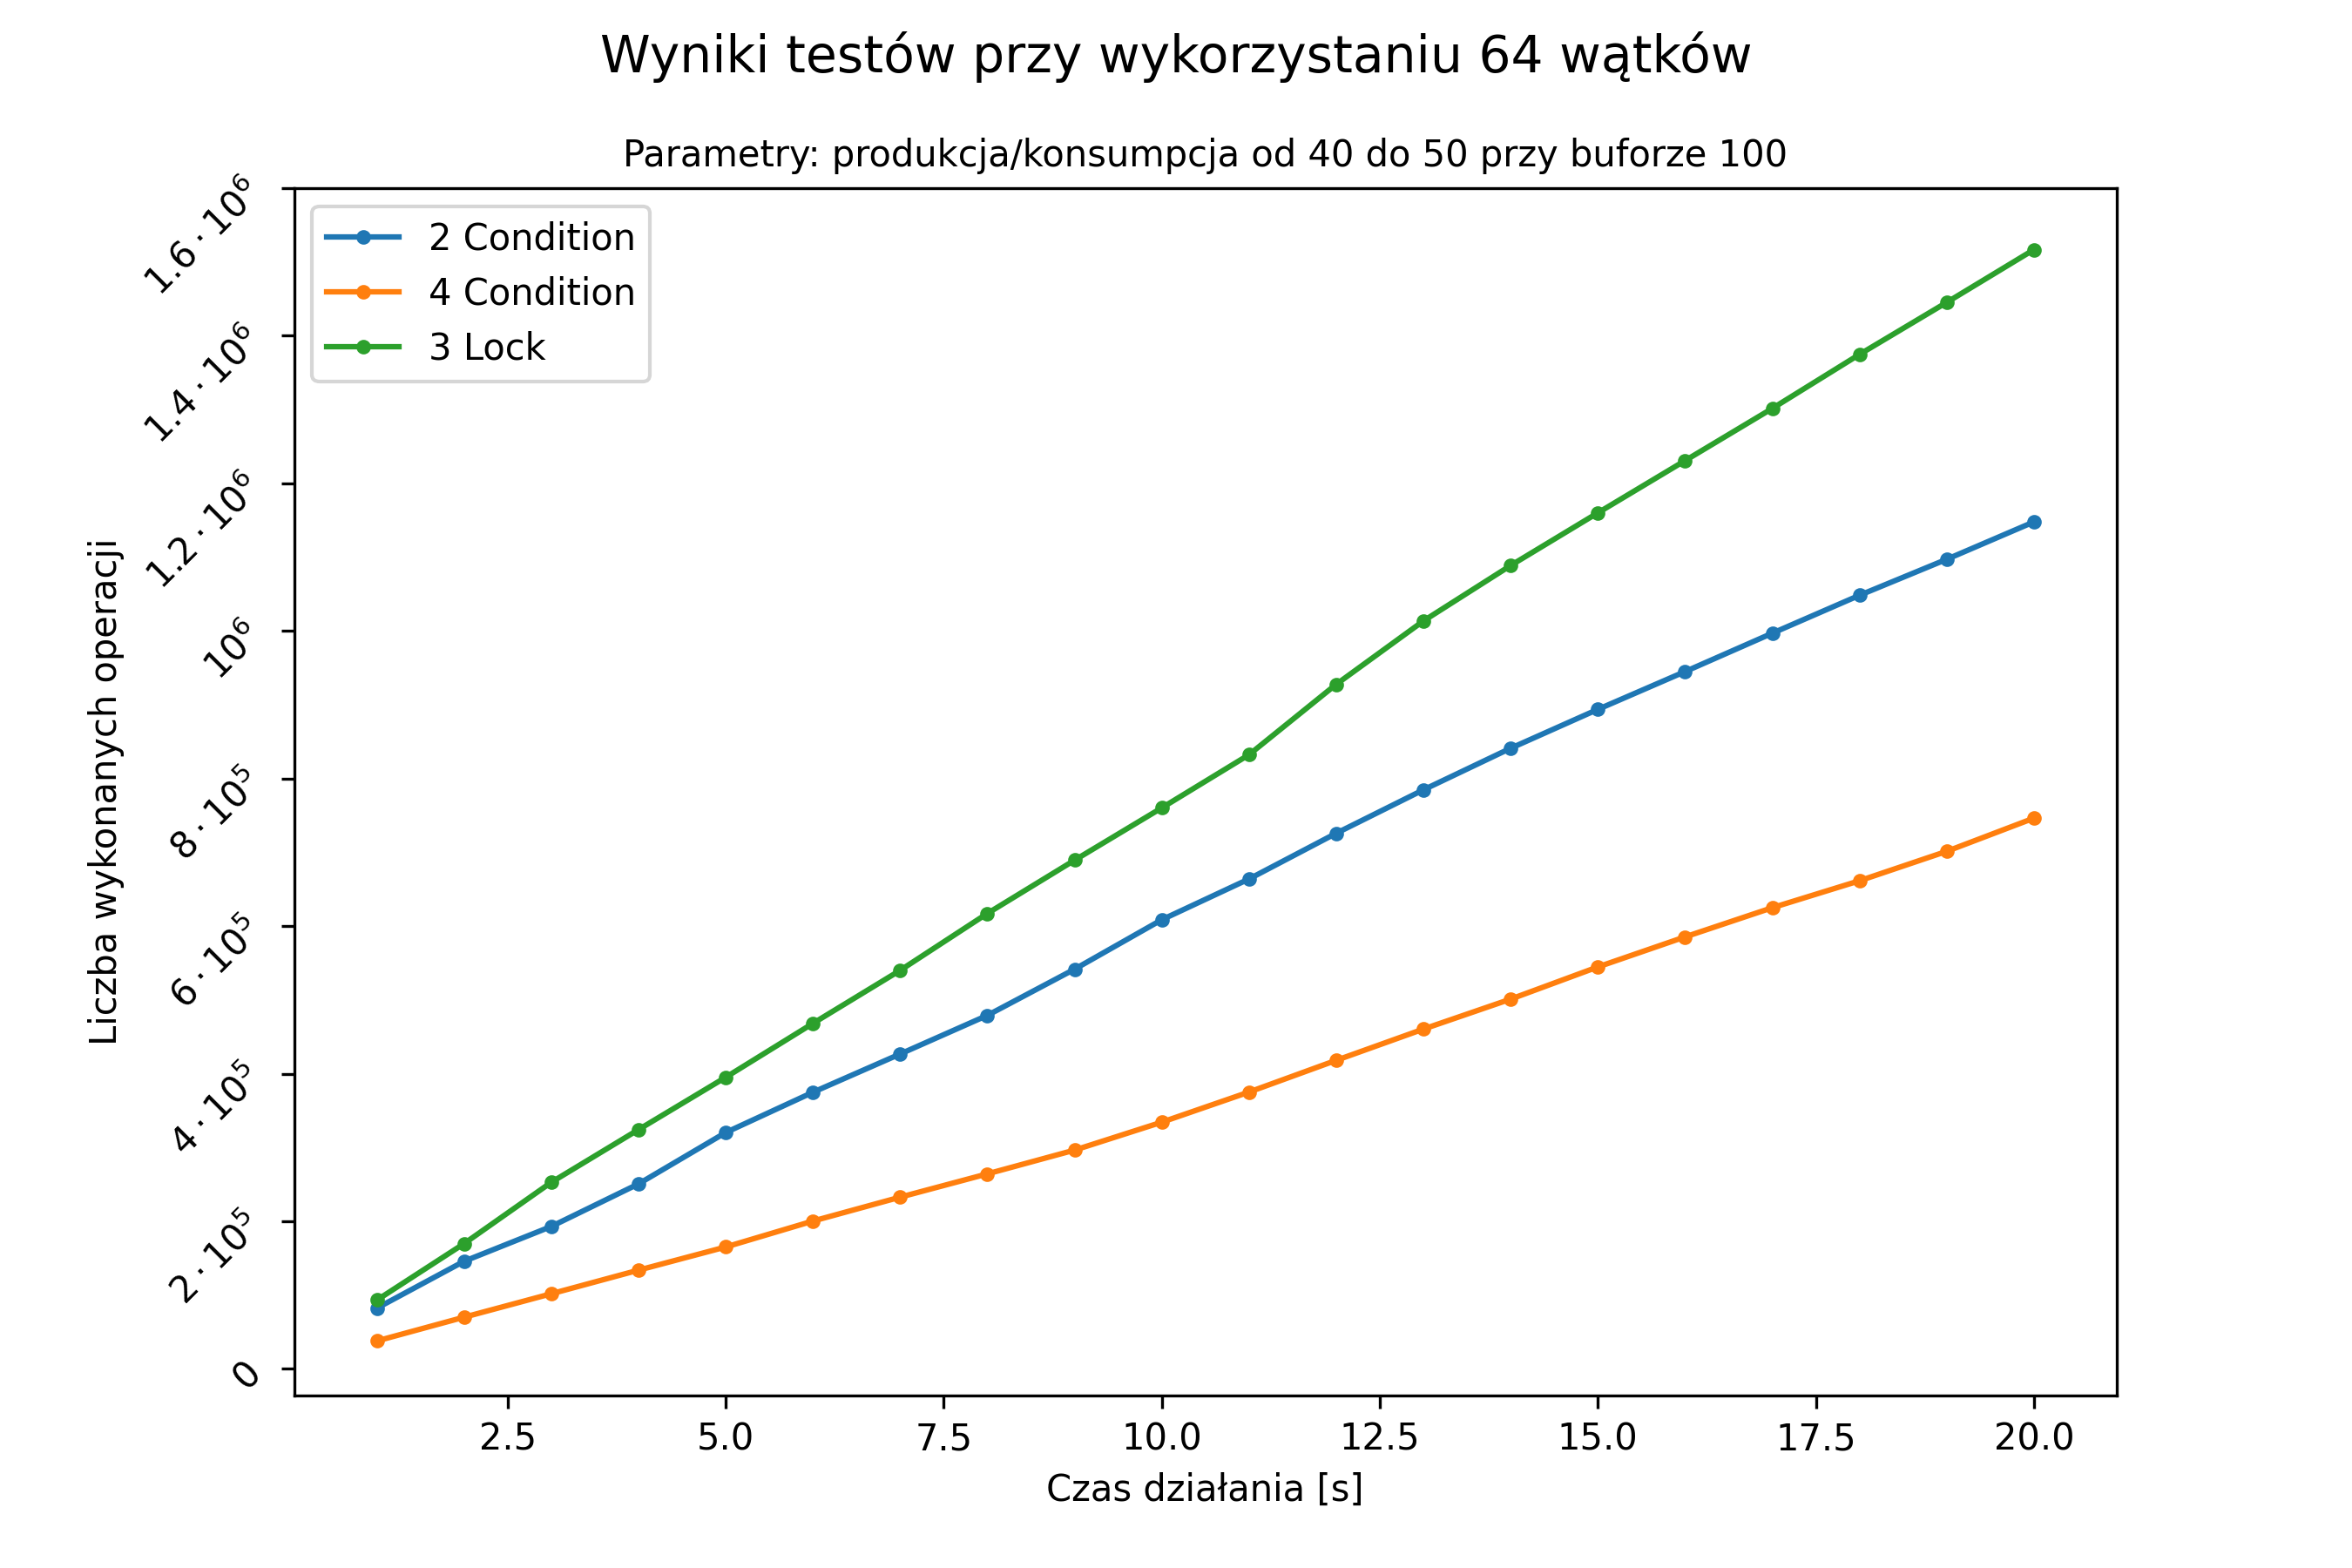 Wyniki testów przy wykorzystaniu 64 wątków
Parametry: produkcja/konsumpcja od 40 do 50 przy buforze 100
2 Condition
4 Condition
3 Lock
Liczba wykonanych operacji
1.6·10⁶
1.4·10⁶
1.2·10⁶
10⁶
8·10⁵
6·10⁵
4·10⁵
2·10⁵
0
2.5 5.0 7.5 10.0 12.5 15.0 17.5 20.0
Czas działania [s]